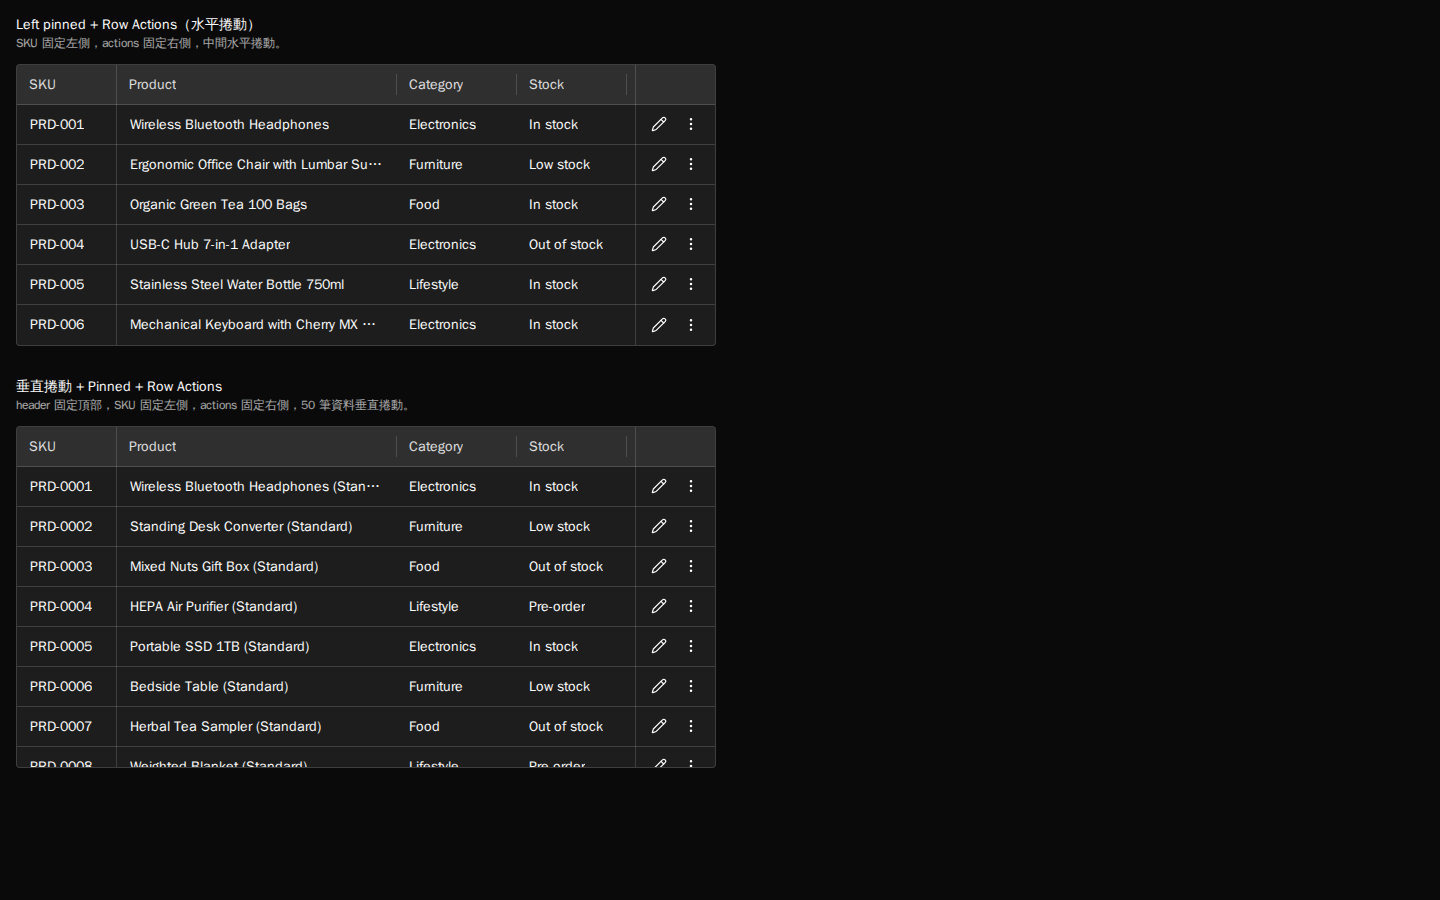 Left pinned + Row Actions（水平捲動）
SKU 固定左側，actions 固定右側，中間水平捲動。
SKU Product Category Stock
PRD-001 Wireless Bluetooth Headphones Electronics In stock
PRD-002 Ergonomic Office Chair with Lumbar Su··· Furniture Low stock
PRD-003 Organic Green Tea 100 Bags Food In stock
PRD-004 USB-C Hub 7-in-1 Adapter Electronics Out of stock
PRD-005 Stainless Steel Water Bottle 750ml Lifestyle In stock
PRD-006 Mechanical Keyboard with Cherry MX ··· Electronics In stock
垂直捲動 + Pinned + Row Actions
header 固定頂部，SKU 固定左側，actions 固定右側，50 筆資料垂直捲動。
SKU Product Category Stock
PRD-0001 Wireless Bluetooth Headphones (Stan··· Electronics In stock
PRD-0002 Standing Desk Converter (Standard) Furniture Low stock
PRD-0003 Mixed Nuts Gift Box (Standard) Food Out of stock
PRD-0004 HEPA Air Purifier (Standard) Lifestyle Pre-order
PRD-0005 Portable SSD 1TB (Standard) Electronics In stock
PRD-0006 Bedside Table (Standard) Furniture Low stock
PRD-0007 Herbal Tea Sampler (Standard) Food Out of stock
PRD-0008 Weighted Blanket (Standard) Lifestyle Pre-order